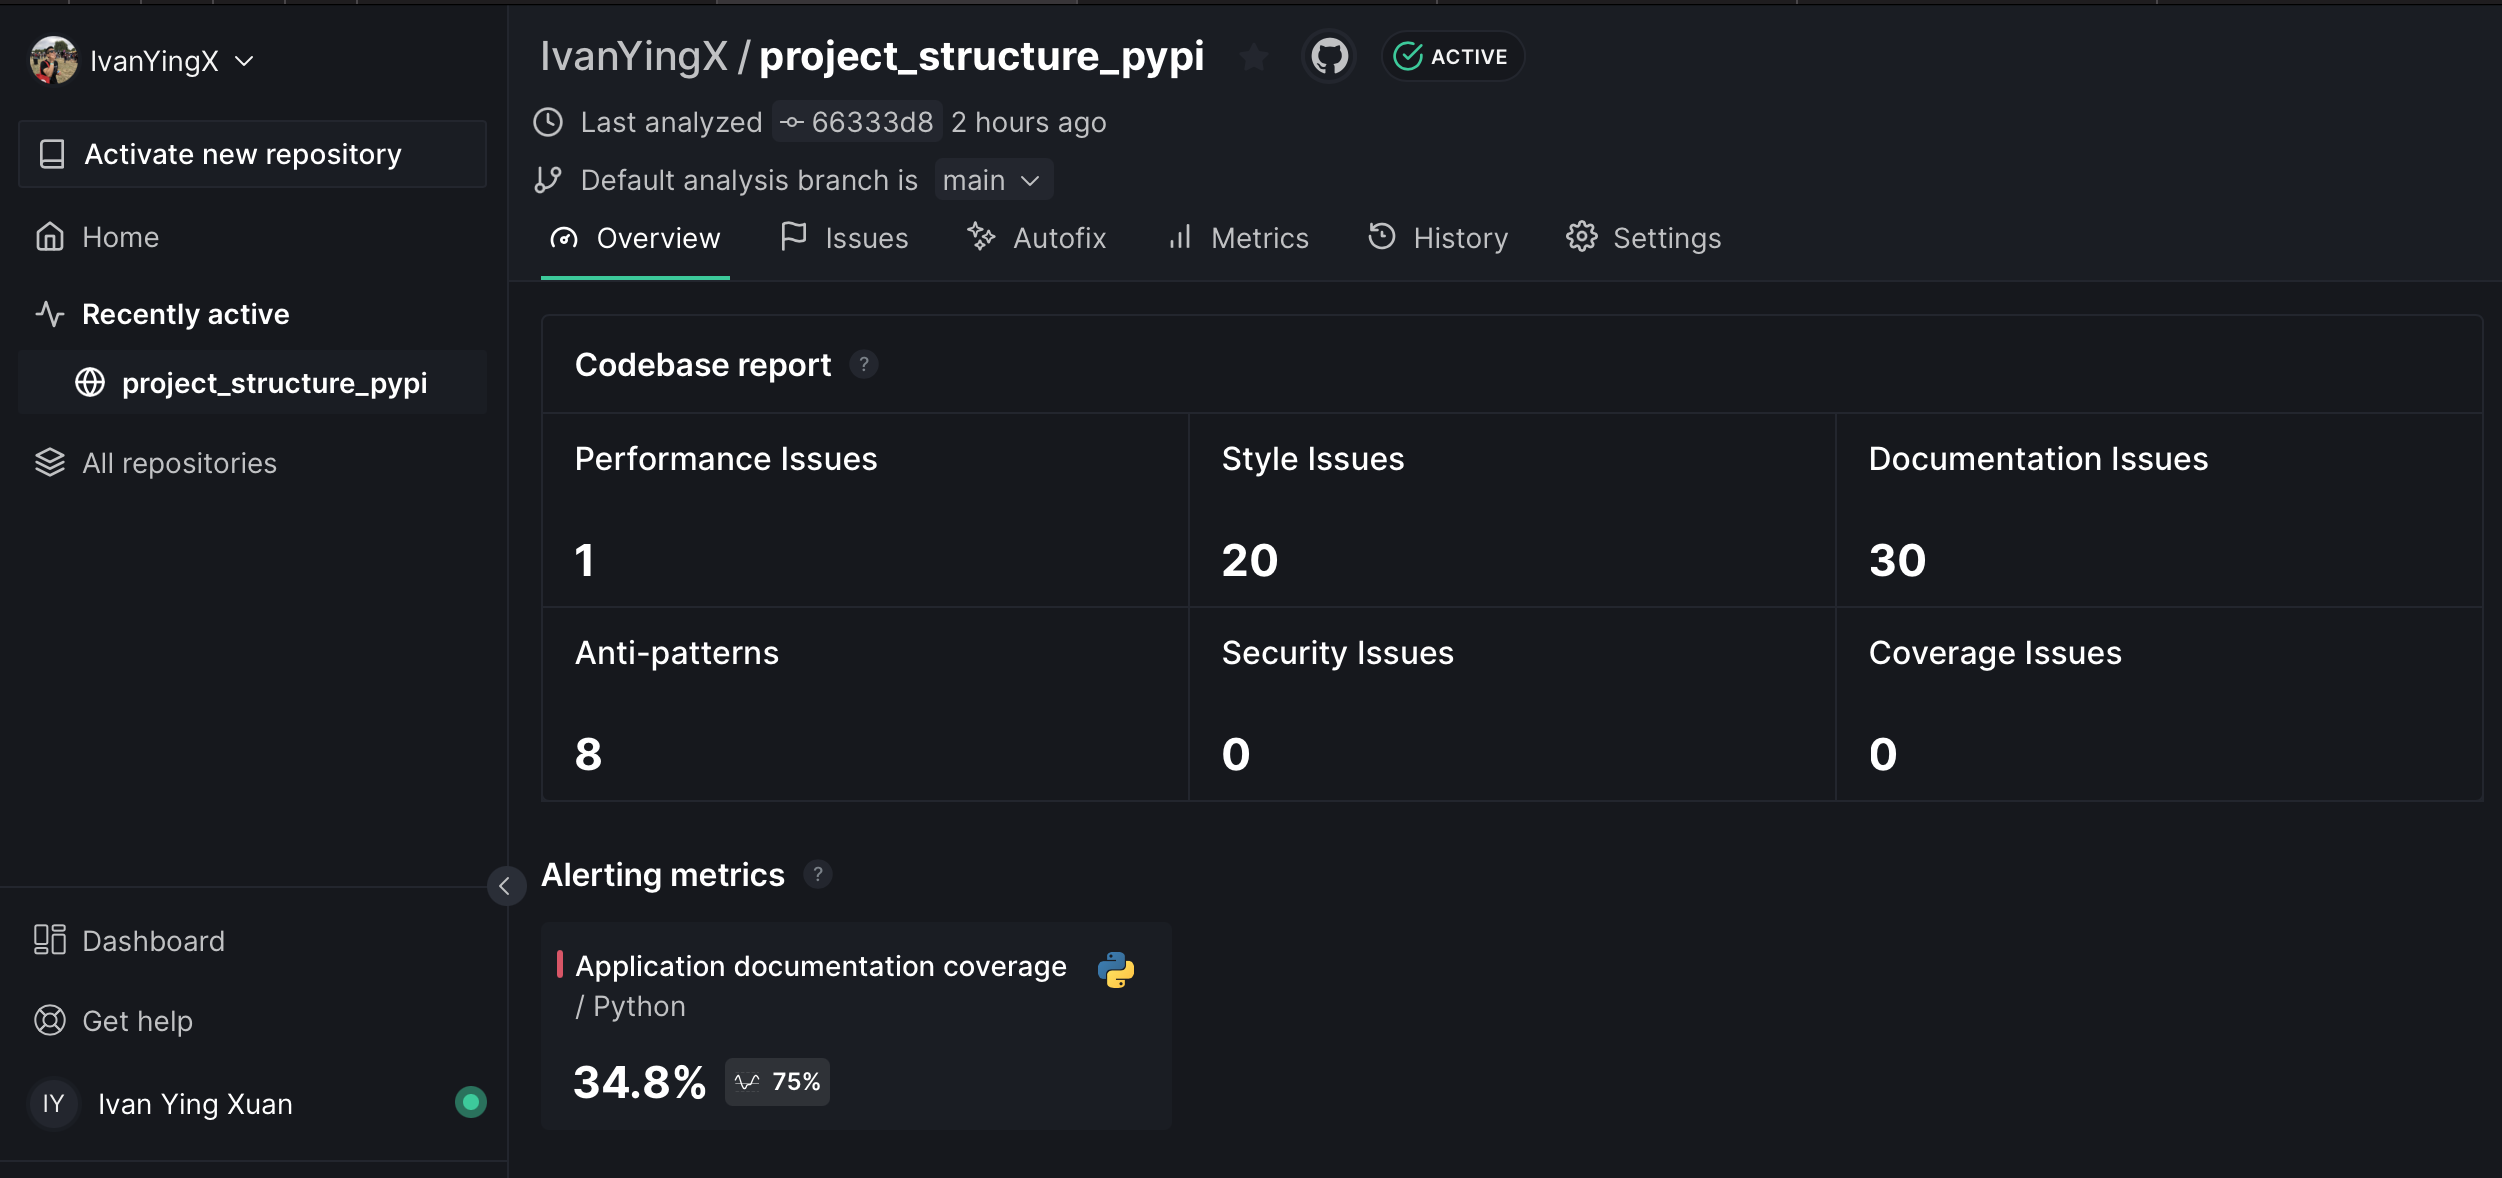 IvanYingX
Activate new repository
Home
Recently active
project_structure_pypi
All repositories
Dashboard
Get help
IY Ivan Ying Xuan
IvanYingX / project_structure_pypi ACTIVE
Last analyzed 66333d8 2 hours ago
Default analysis branch is main
Overview Issues Autofix Metrics History Settings
Codebase report ?
Performance Issues Style Issues Documentation Issues
1 20 30
Anti-patterns Security Issues Coverage Issues
8 0 0
Alerting metrics ?
Application documentation coverage
/ Python
34.8% 75%